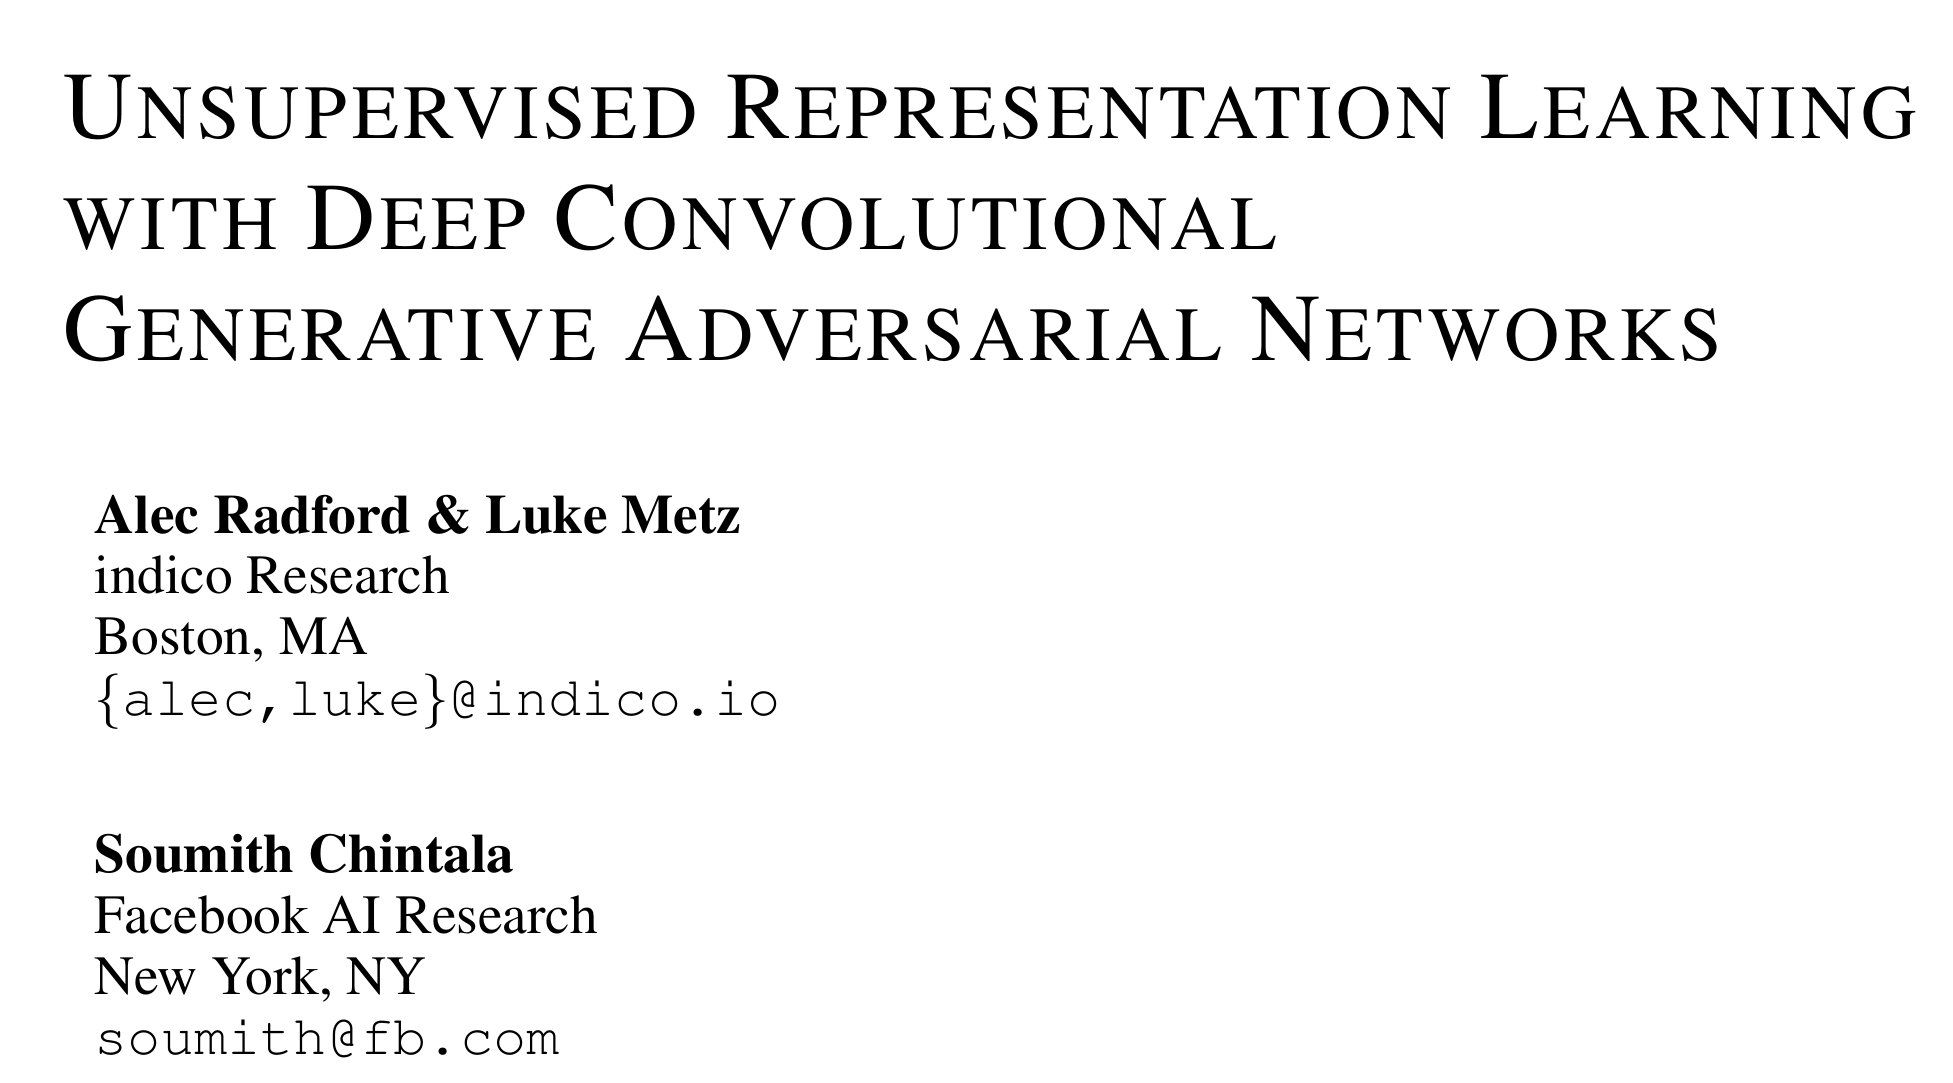 UNSUPERVISED REPRESENTATION LEARNING
WITH DEEP CONVOLUTIONAL
GENERATIVE ADVERSARIAL NETWORKS
Alec Radford & Luke Metz
indico Research
Boston, MA
{alec,luke}@indico.io
Soumith Chintala
Facebook AI Research
New York, NY
soumith@fb.com